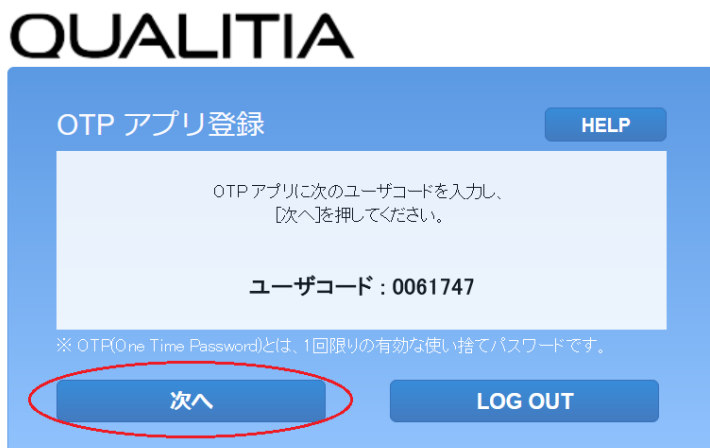 QUALITIA
OTP アプリ登録
HELP
OTPアプリに次のユーザコードを入力し、
[次へ]を押してください。
ユーザコード : 0061747
※ OTP(One Time Password)とは、1回限りの有効な使い捨てパスワードです。
次へ
LOG OUT